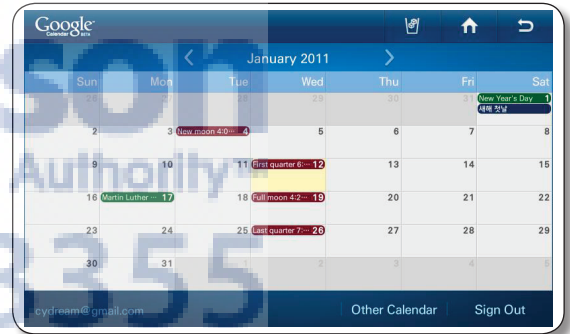 Google
Calendar BETA
January 2011
Sun Mon Tue Wed Thu Fri Sat
26 28 29 30 31 New Year's Day 1
새해 첫날
2 3 New moon 4:0··· 4 5 6 7 8
9 10 11 First quarter 6:··· 12 13 14 15
16 Martin Luther ··· 17 18 Full moon 4:2··· 19 20 21 22
23 24 25 Last quarter 7:··· 26 27 28 29
30 31 1 2 3 4 5
cydream@gmail.com Other Calendar Sign Out
son
Authority™
3355